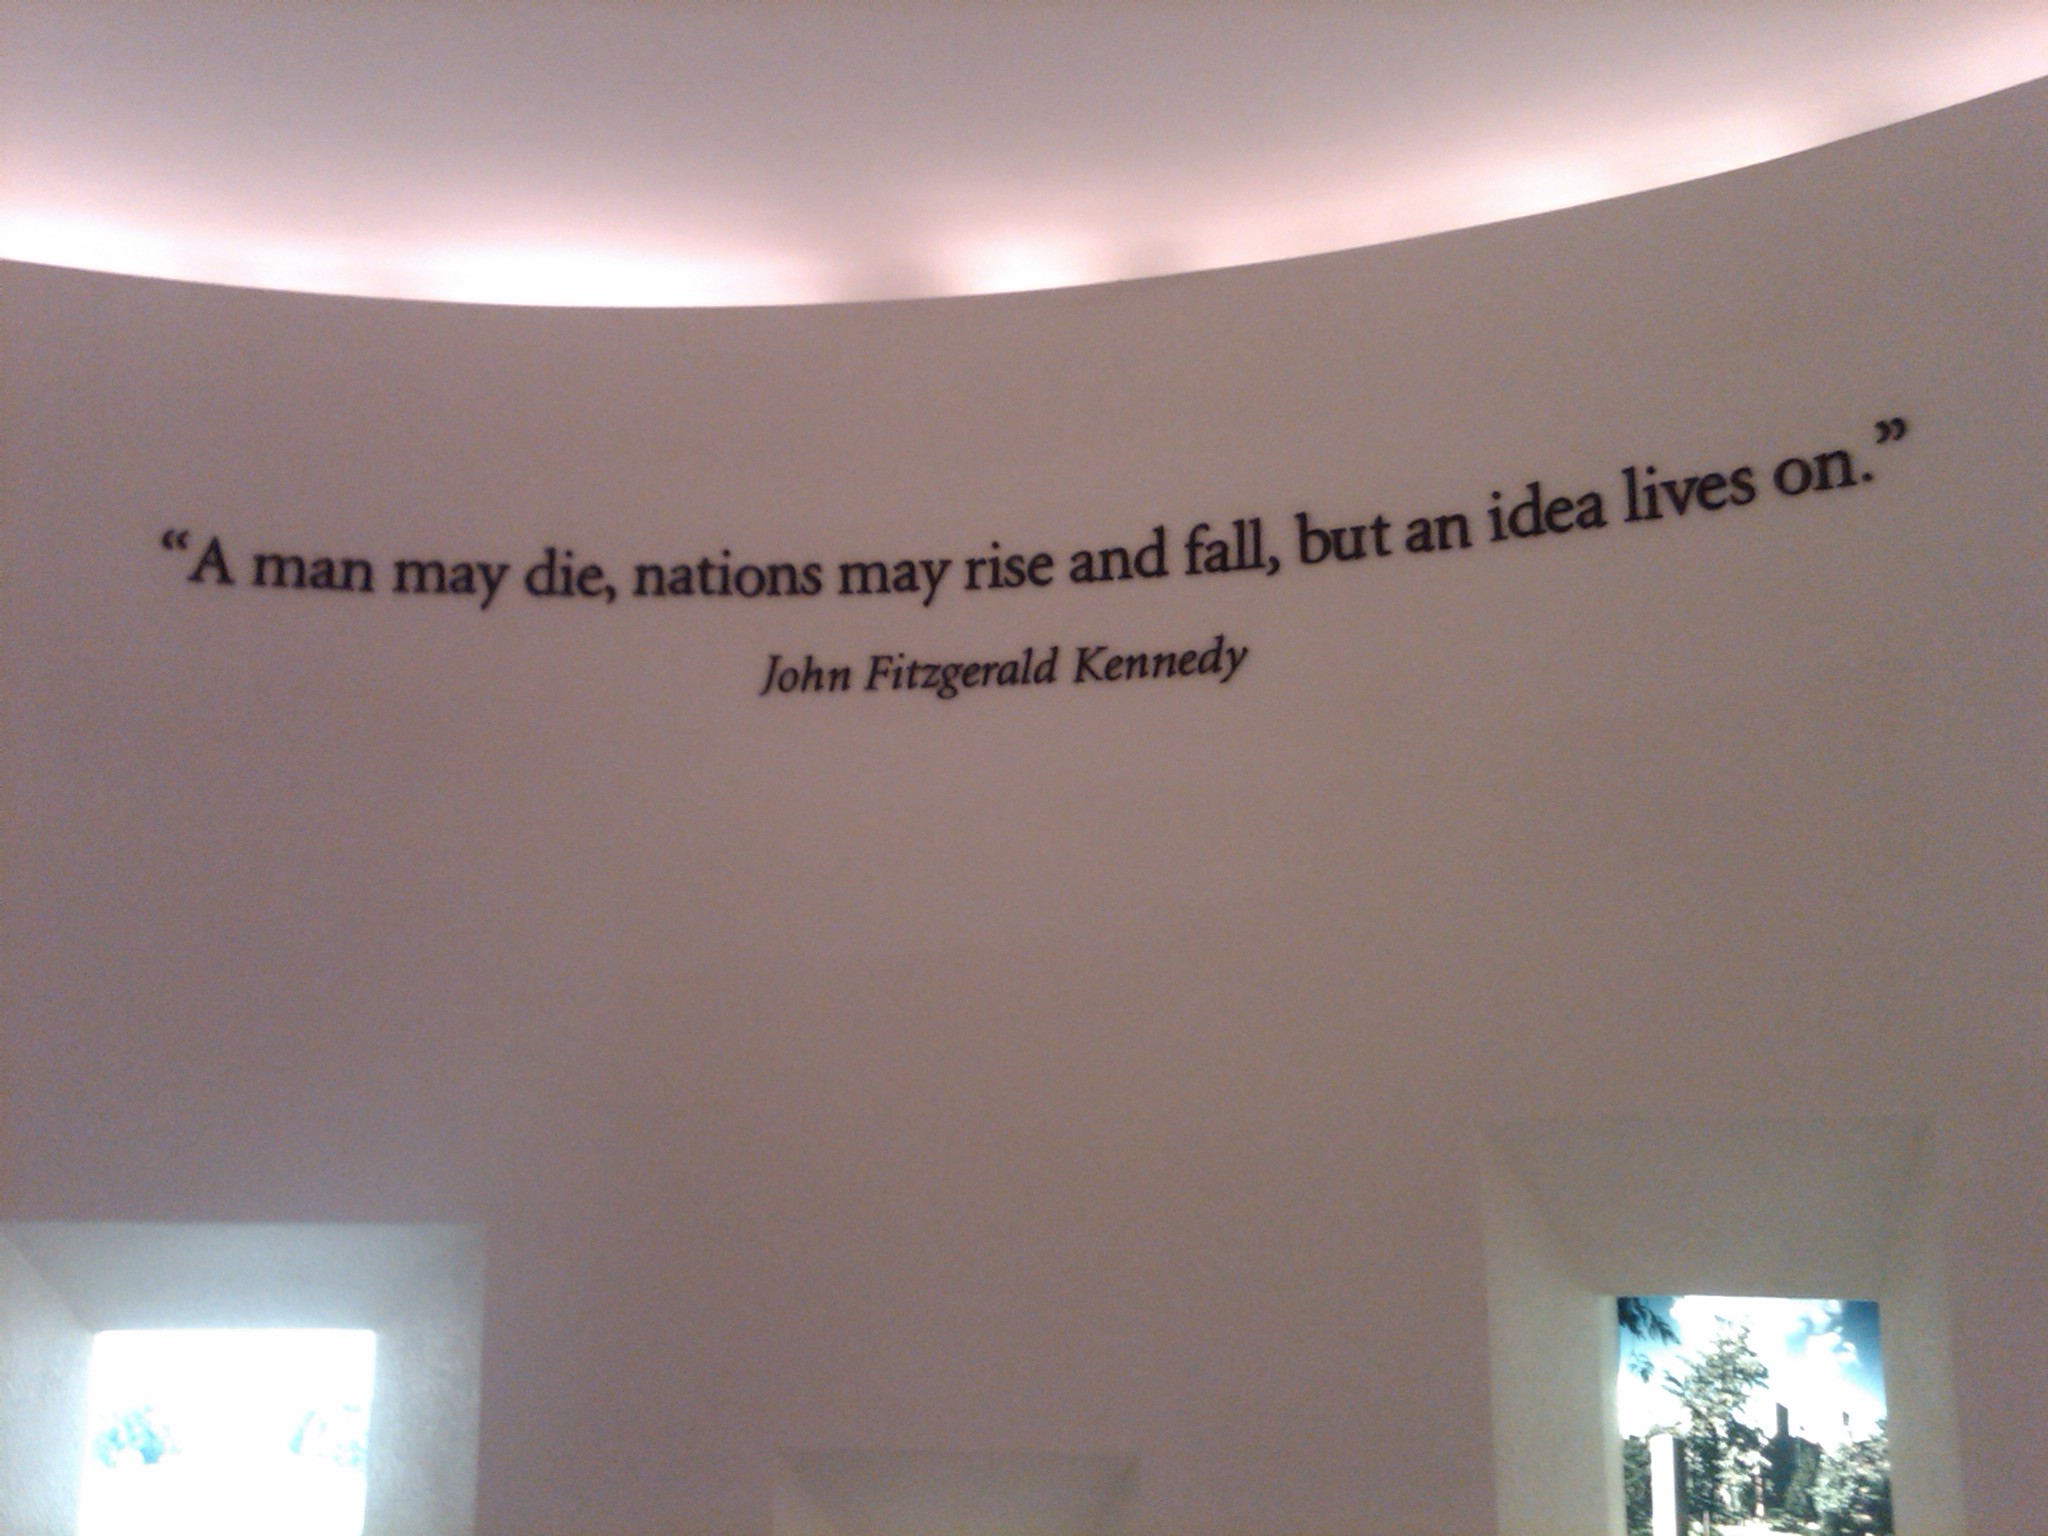 “A man may die, nations may rise and fall, but an idea lives on.”
John Fitzgerald Kennedy